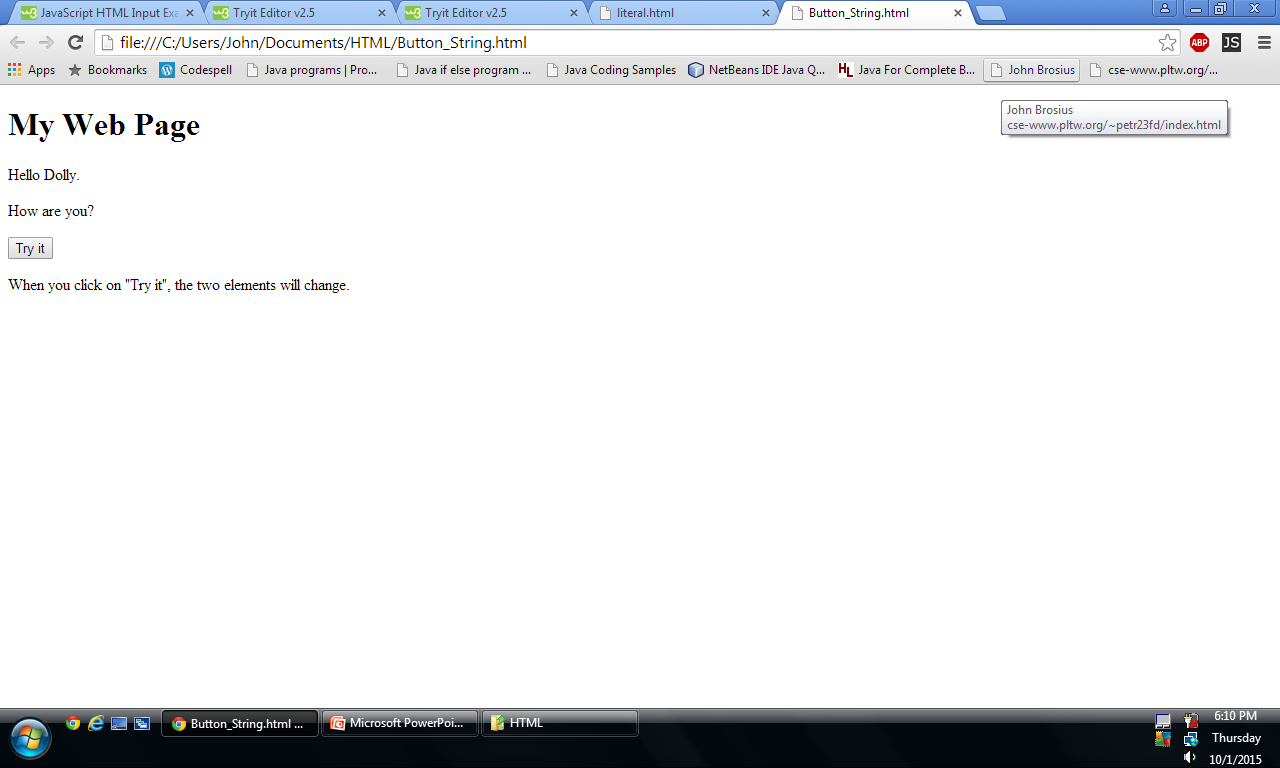 JavaScript HTML Input Exa
Tryit Editor v2.5
Tryit Editor v2.5
literal.html
Button_String.html
file:///C:/Users/John/Documents/HTML/Button_String.html
ABP
JS
Apps
Bookmarks
Codespell
Java programs | Pro...
Java if else program ...
Java Coding Samples
NetBeans IDE Java Q...
HL
Java For Complete B...
John Brosius
cse-www.pltw.org/...
John Brosius
cse-www.pltw.org/~petr23fd/index.html
My Web Page
Hello Dolly.
How are you?
Try it
When you click on "Try it", the two elements will change.
Button_String.html ...
Microsoft PowerPoi...
HTML
6:10 PM
Thursday
10/1/2015